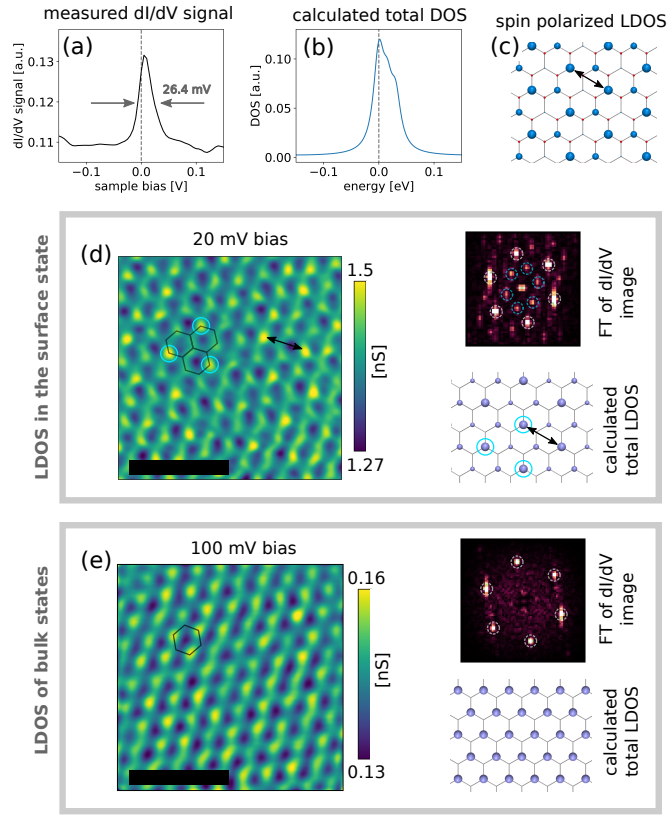 measured dI/dV signal
(a)
dI/dV signal [a.u.]
0.13
0.12
0.11
26.4 mV
−0.1
0.0
0.1
sample bias [V]
calculated total DOS
(b)
DOS [a.u.]
0.10
0.05
0.00
−0.1
0.0
0.1
energy [eV]
spin polarized LDOS
(c)
LDOS in the surface state
(d)
20 mV bias
1.5
[nS]
1.27
FT of dI/dV
image
calculated
total LDOS
LDOS of bulk states
(e)
100 mV bias
0.16
[nS]
0.13
FT of dI/dV
image
calculated
total LDOS